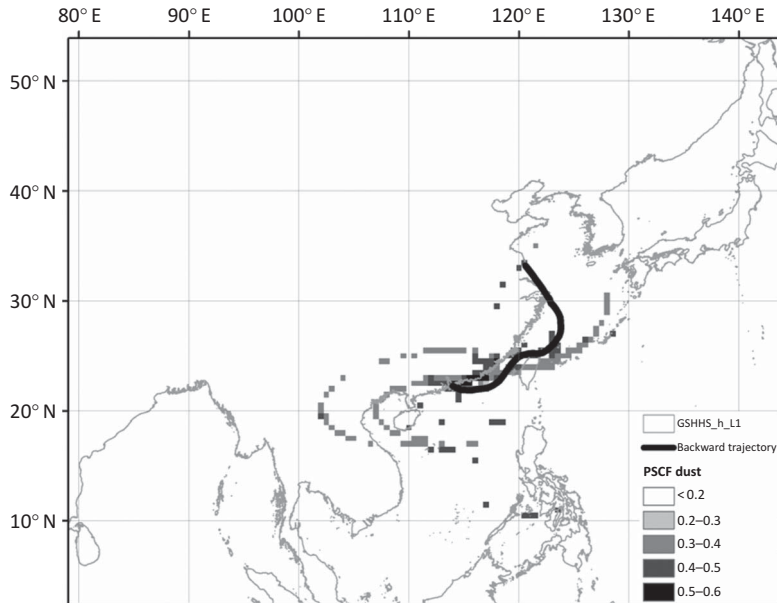 80° E 90° E 100° E 110° E 120° E 130° E 140° E
50° N
40° N
30° N
20° N
10° N
GSHHS_h_L1
Backward trajectory
PSCF dust
< 0.2
0.2–0.3
0.3–0.4
0.4–0.5
0.5–0.6